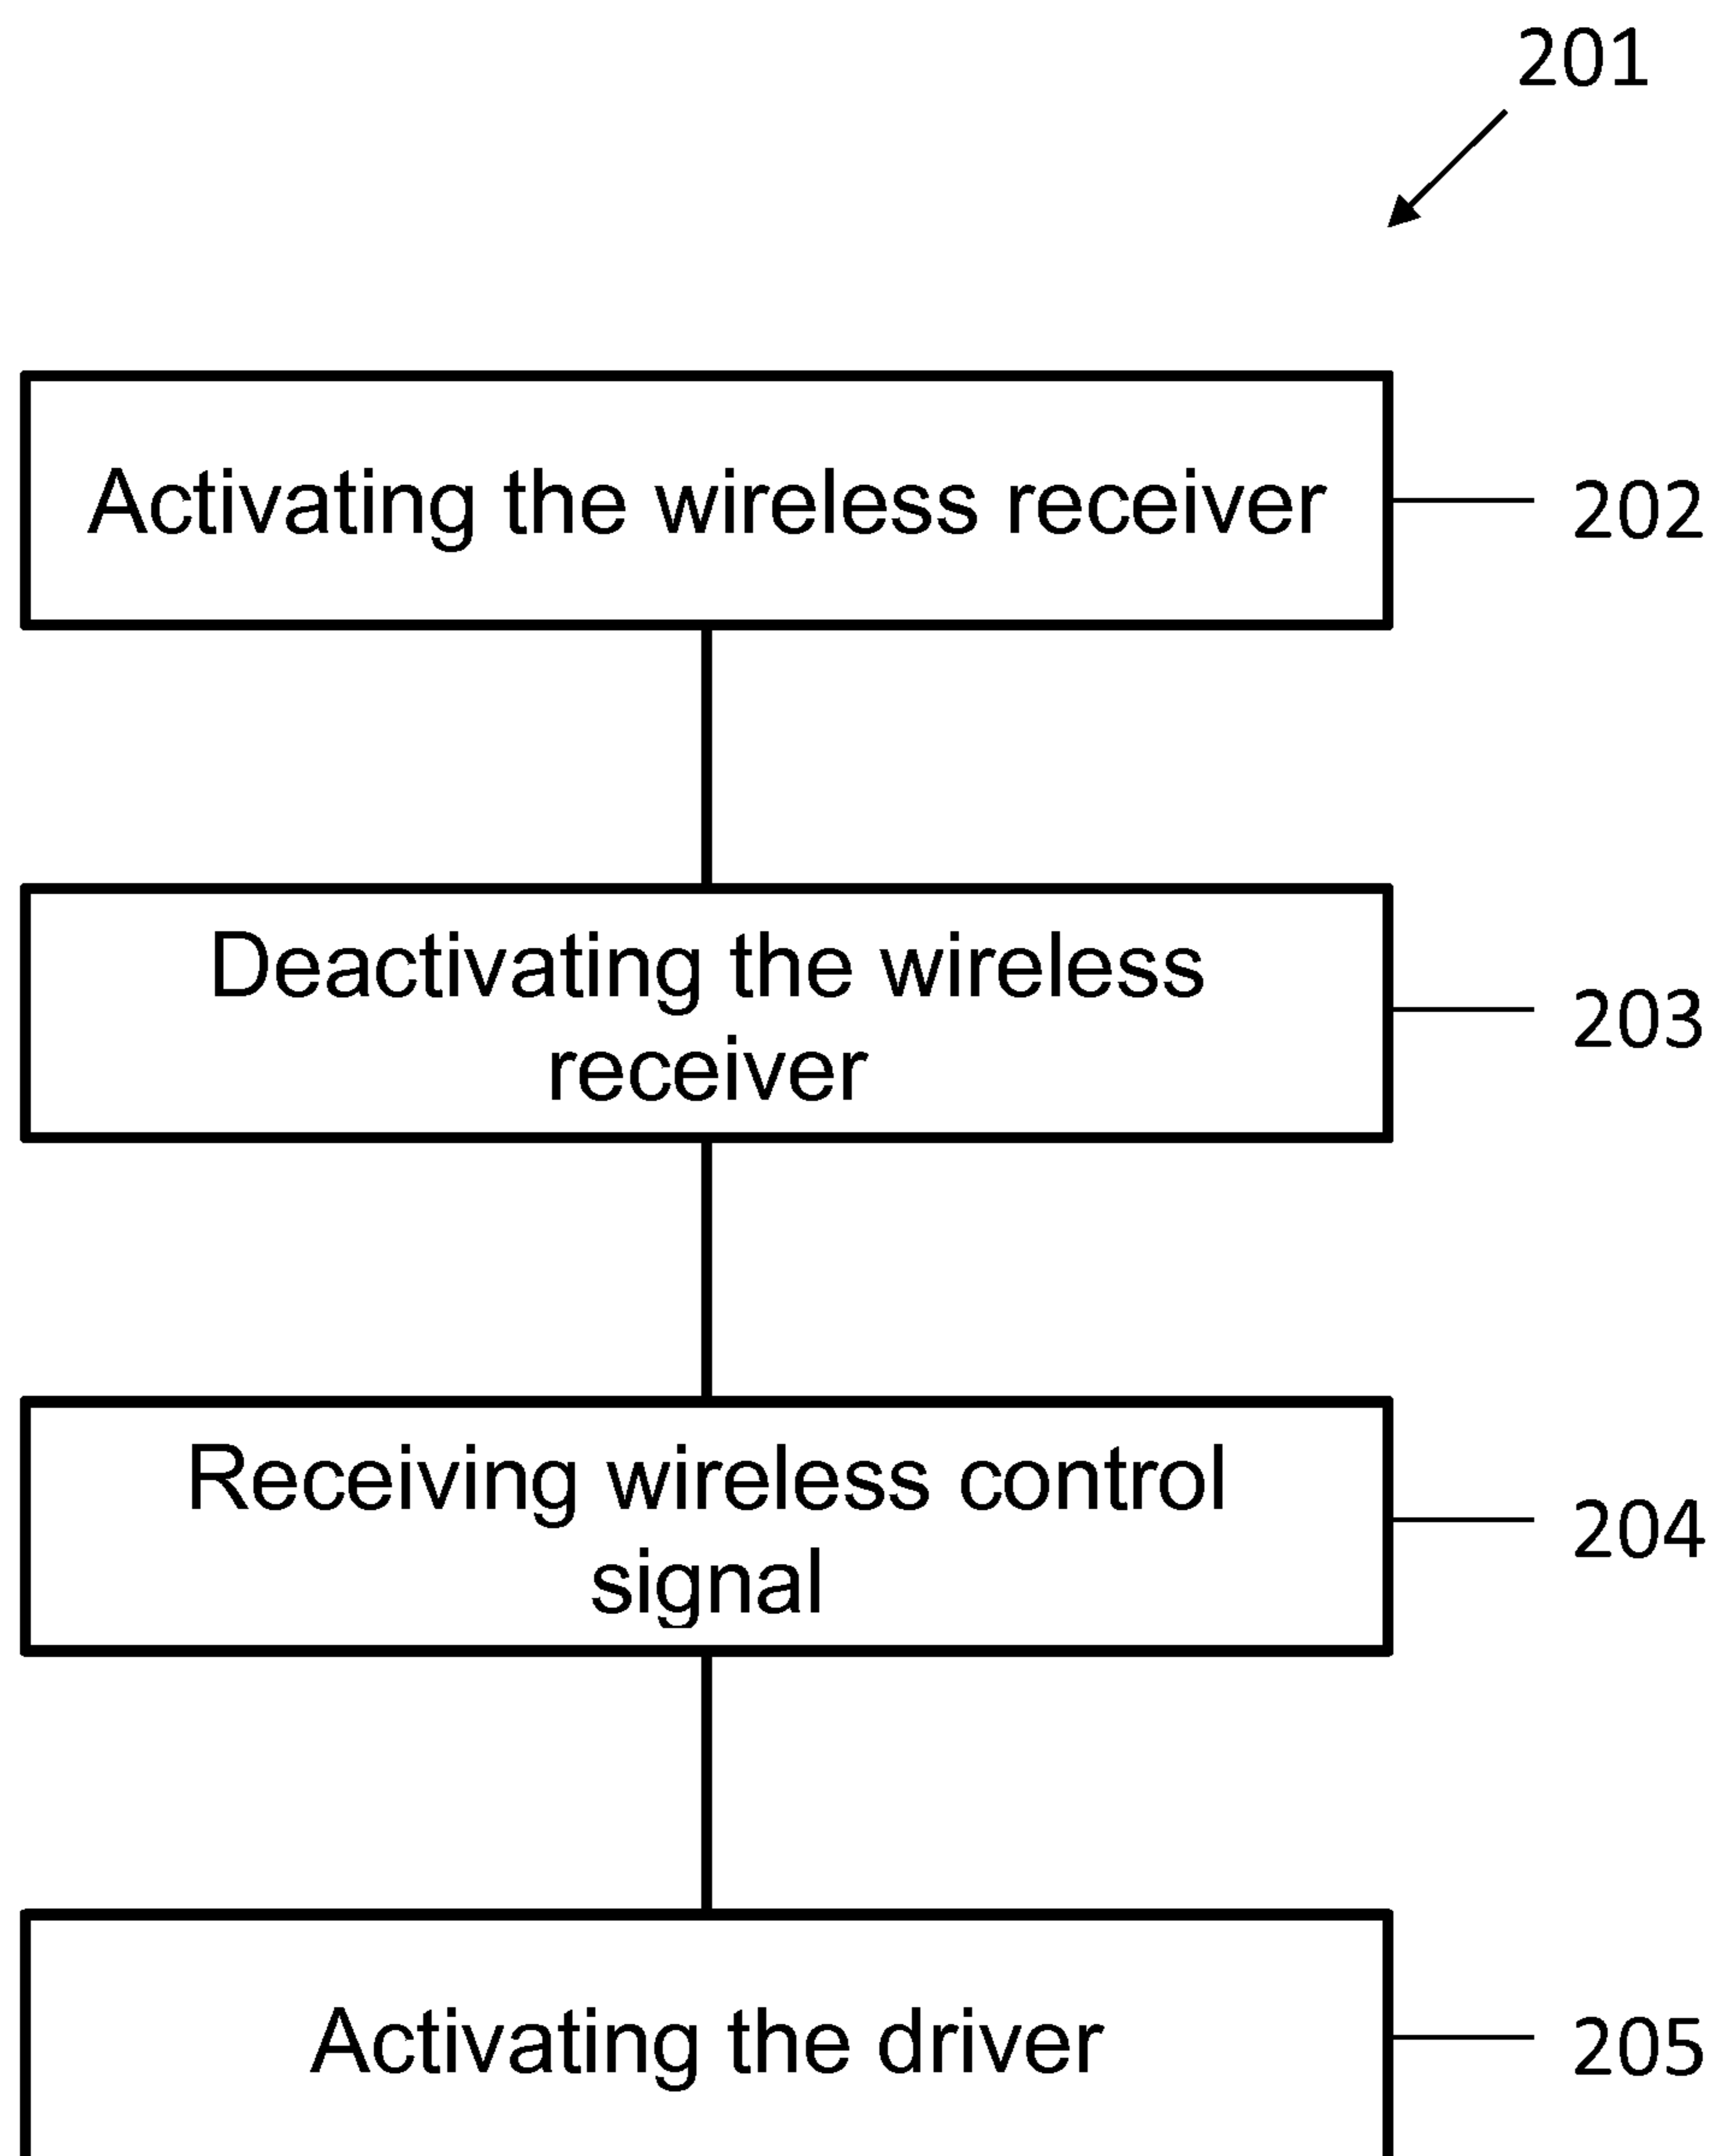 201
Activating the wireless receiver
202
Deactivating the wireless
receiver
203
Receiving wireless control
signal
204
Activating the driver
205